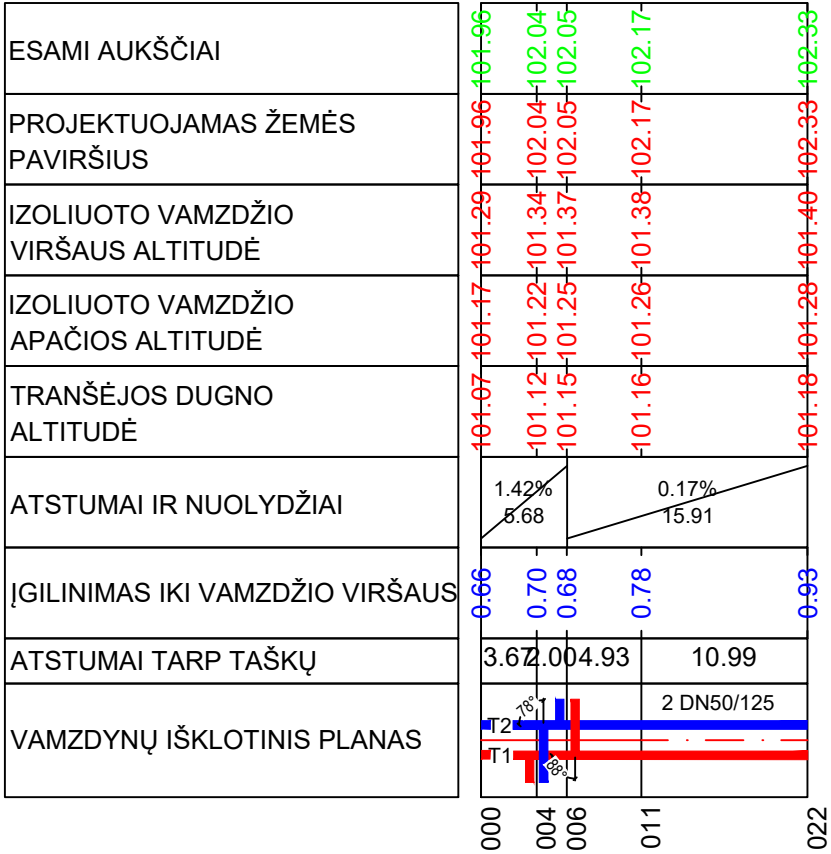 ESAMI AUKŠČIAI
101.96 102.04 102.05 102.17 102.33
PROJEKTUOJAMAS ŽEMĖS
PAVIRŠIUS
101.96 102.04 102.05 102.17 102.33
IZOLIUOTO VAMZDŽIO
VIRŠAUS ALTITUDĖ
101.29 101.34 101.37 101.38 101.40
IZOLIUOTO VAMZDŽIO
APAČIOS ALTITUDĖ
101.17 101.22 101.25 101.26 101.28
TRANŠĖJOS DUGNO
ALTITUDĖ
101.07 101.12 101.15 101.16 101.18
ATSTUMAI IR NUOLYDŽIAI
1.42% 0.17%
5.68 15.91
ĮGILINIMAS IKI VAMZDŽIO VIRŠAUS
0.66 0.70 0.68 0.78 0.93
ATSTUMAI TARP TAŠKŲ
3.67 2.00 4.93 10.99
VAMZDYNŲ IŠKLOTINIS PLANAS
78° 2 DN50/125
T2
T1
88°
000 004 006 011 022